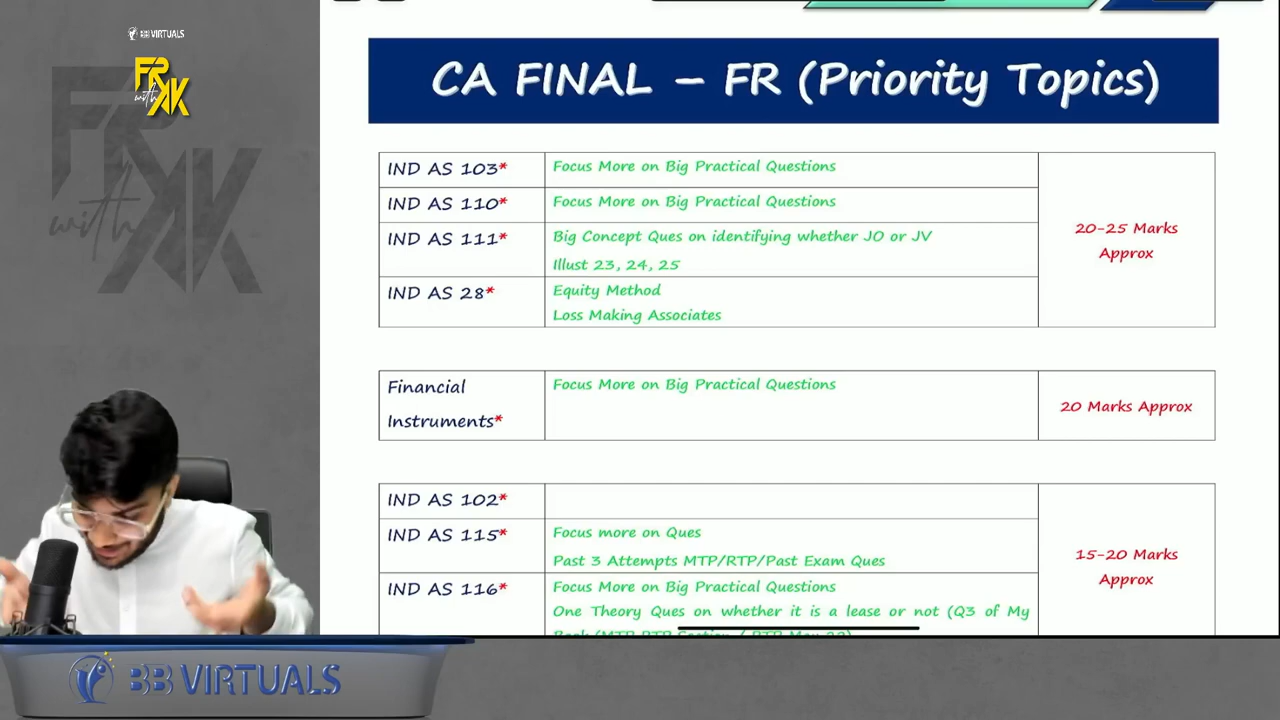 BB VIRTUALS
FR
with
AK
FR
with
AK
CA FINAL – FR (Priority Topics)
IND AS 103*
Focus More on Big Practical Questions
IND AS 110*
Focus More on Big Practical Questions
20-25 Marks
Approx
IND AS 111*
Big Concept Ques on identifying whether JO or JV
Illust 23, 24, 25
IND AS 28*
Equity Method
Loss Making Associates
Financial
Instruments*
Focus More on Big Practical Questions
20 Marks Approx
IND AS 102*
IND AS 115*
Focus more on Ques
Past 3 Attempts MTP/RTP/Past Exam Ques
15-20 Marks
Approx
IND AS 116*
Focus More on Big Practical Questions
One Theory Ques on whether it is a lease or not (Q3 of My
BB VIRTUALS